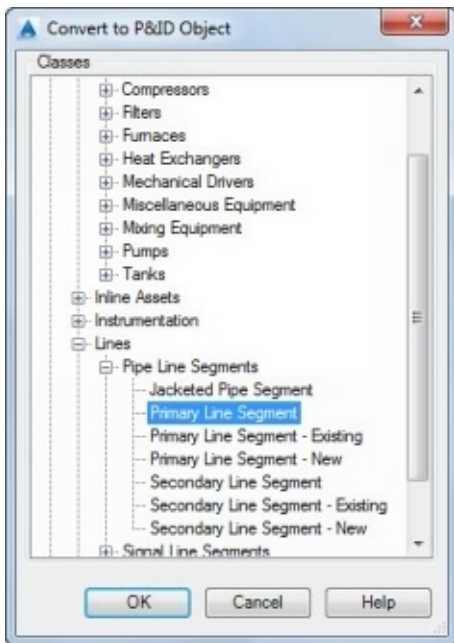 Convert to P&ID Object
Classes
Compressors
Filters
Furnaces
Heat Exchangers
Mechanical Drivers
Miscellaneous Equipment
Mixing Equipment
Pumps
Tanks
Inline Assets
Instrumentation
Lines
Pipe Line Segments
Jacketed Pipe Segment
Primary Line Segment
Primary Line Segment - Existing
Primary Line Segment - New
Secondary Line Segment
Secondary Line Segment - Existing
Secondary Line Segment - New
Signal Line Segments
OK Cancel Help